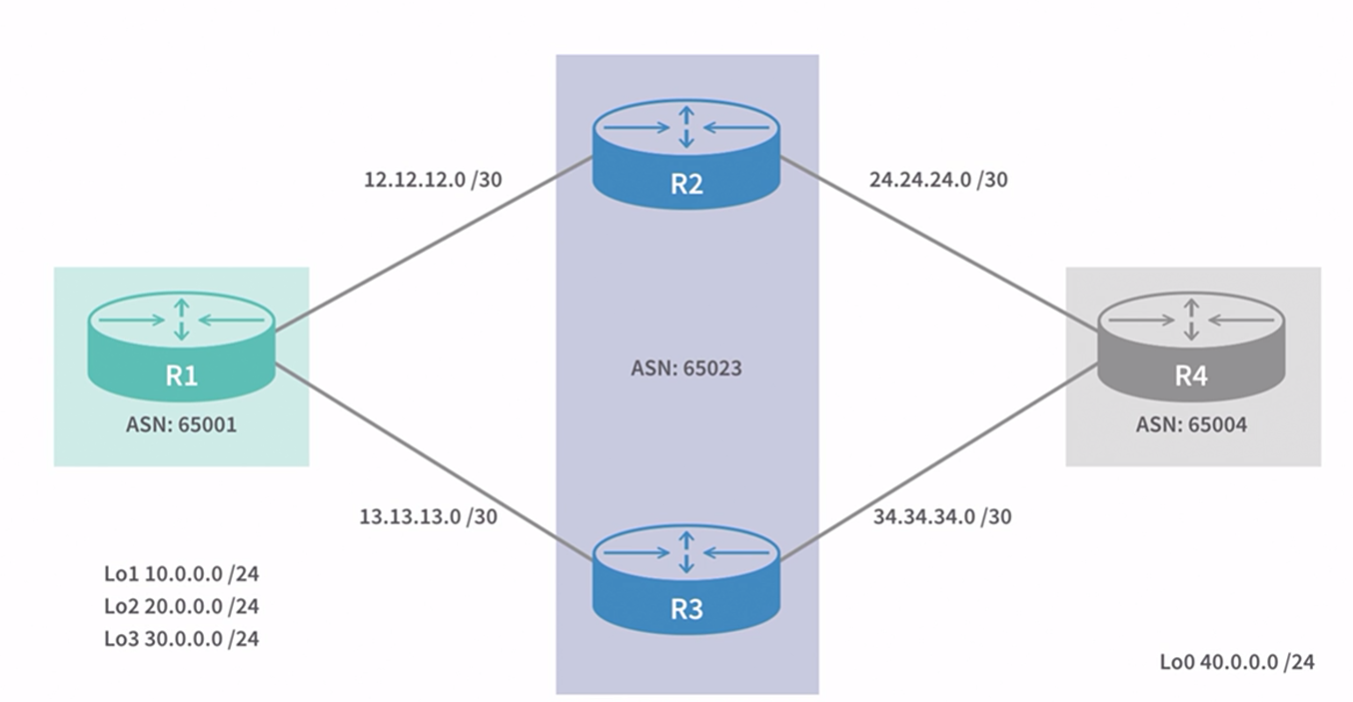 R2
12.12.12.0 /30
24.24.24.0 /30
R1
ASN: 65001
ASN: 65023
R4
ASN: 65004
13.13.13.0 /30
34.34.34.0 /30
R3
Lo1 10.0.0.0 /24
Lo2 20.0.0.0 /24
Lo3 30.0.0.0 /24
Lo0 40.0.0.0 /24